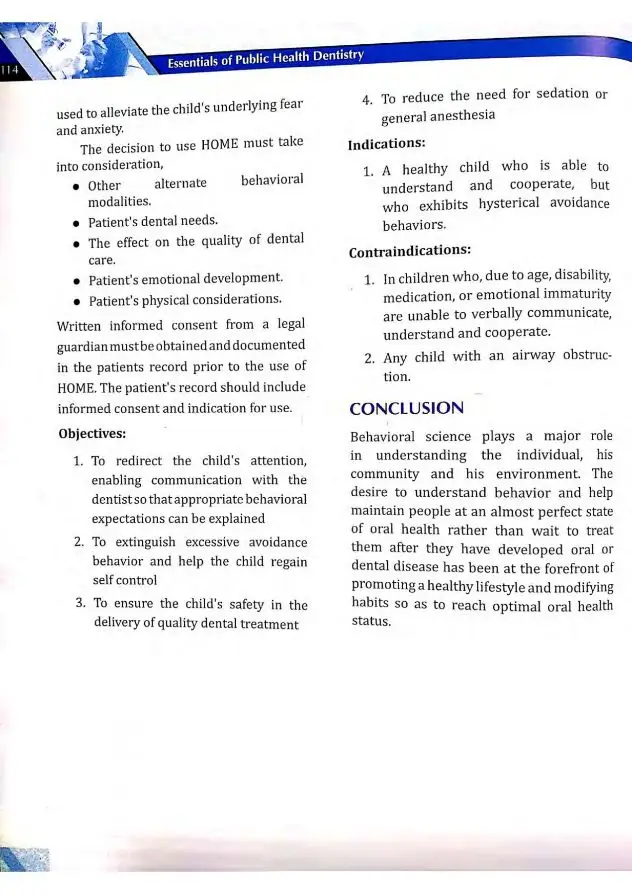 114
Essentials of Public Health Dentistry
used to alleviate the child's underlying fear
and anxiety.
The decision to use HOME must take
into consideration,
• Other alternate behavioral
modalities.
• Patient's dental needs.
• The effect on the quality of dental
care.
• Patient's emotional development.
• Patient's physical considerations.
Written informed consent from a legal
guardian must be obtained and documented
in the patients record prior to the use of
HOME. The patient's record should include
informed consent and indication for use.
Objectives:
1. To redirect the child's attention,
enabling communication with the
dentist so that appropriate behavioral
expectations can be explained
2. To extinguish excessive avoidance
behavior and help the child regain
self control
3. To ensure the child's safety in the
delivery of quality dental treatment
4. To reduce the need for sedation or
general anesthesia
Indications:
1. A healthy child who is able to
understand and cooperate, but
who exhibits hysterical avoidance
behaviors.
Contraindications:
1. In children who, due to age, disability,
medication, or emotional immaturity
are unable to verbally communicate,
understand and cooperate.
2. Any child with an airway obstruc-
tion.
CONCLUSION
Behavioral science plays a major role
in understanding the individual, his
community and his environment. The
desire to understand behavior and help
maintain people at an almost perfect state
of oral health rather than wait to treat
them after they have developed oral or
dental disease has been at the forefront of
promoting a healthy lifestyle and modifying
habits so as to reach optimal oral health
status.